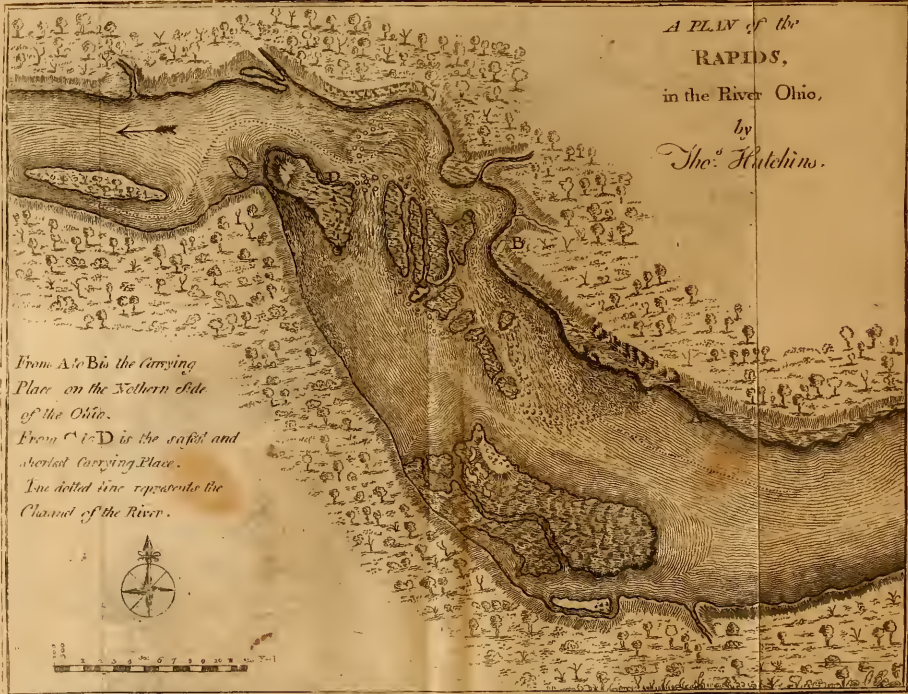 A PLAN of the
RAPIDS,
in the River Ohio,
by
Tho.s Hutchins.
D
B
From A to B is the Carrying
Place on the Nothern Side
of the Ohio.
From C to D is the safest and
shortest Carrying Place.
The dotted line represents the
Channel of the River.